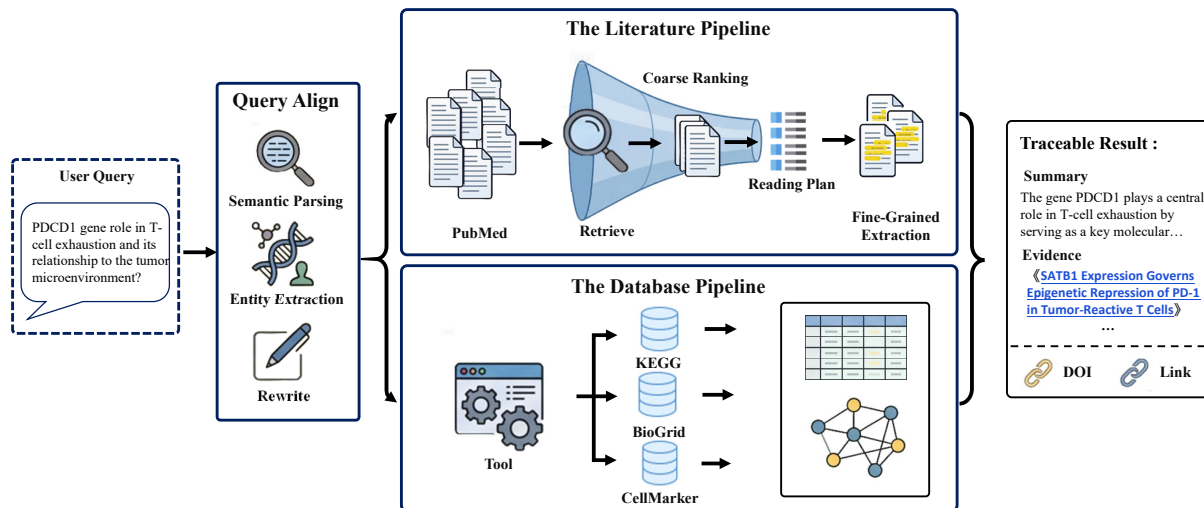 User Query
PDCD1 gene role in T-
cell exhaustion and its
relationship to the tumor
microenvironment?
Query Align
Semantic Parsing
Entity Extraction
Rewrite
The Literature Pipeline
Coarse Ranking
PubMed
Retrieve
Reading Plan
Fine-Grained
Extraction
The Database Pipeline
Tool
KEGG
BioGrid
CellMarker
Traceable Result :
Summary
The gene PDCD1 plays a central
role in T-cell exhaustion by
serving as a key molecular…
Evidence
《SATB1 Expression Governs
Epigenetic Repression of PD-1
in Tumor-Reactive T Cells》
…
DOI
Link